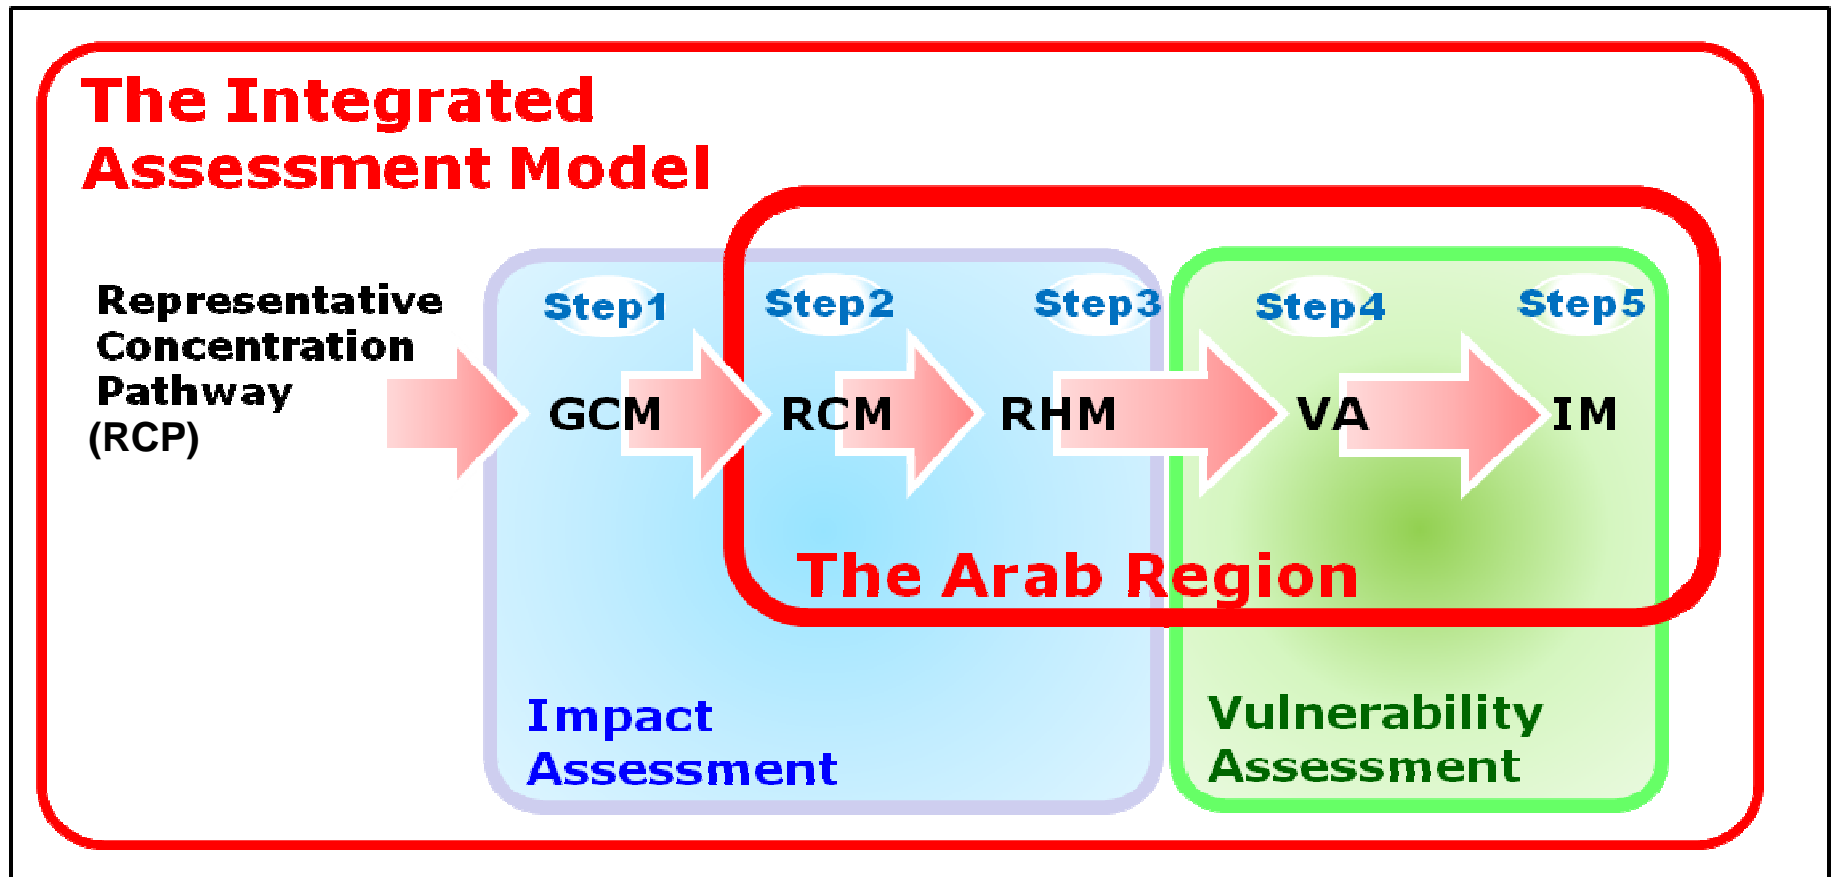 The Integrated
Assessment Model
Representative
Concentration
Pathway
(RCP)
Step1
Step2
Step3
Step4
Step5
GCM
RCM
RHM
VA
IM
The Arab Region
Impact
Assessment
Vulnerability
Assessment